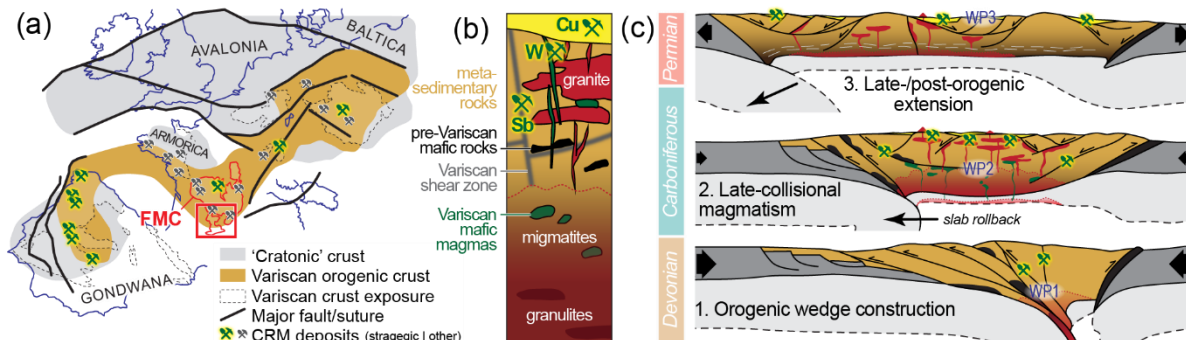 (a)
BALTICA
AVALONIA
ARMORICA
FMC
GONDWANA
'Cratonic' crust
Variscan orogenic crust
Variscan crust exposure
Major fault/suture
CRM deposits (stragegic | other)
(b)
Cu
W
granite
Sb
meta-
sedimentary
rocks
pre-Variscan
mafic rocks
Variscan
shear zone
Variscan
mafic
magmas
migmatites
granulites
(c)
Permian
WP3
3. Late-/post-orogenic
extension
Carboniferous
WP2
2. Late-collisional
magmatism
slab rollback
Devonian
WP1
1. Orogenic wedge construction